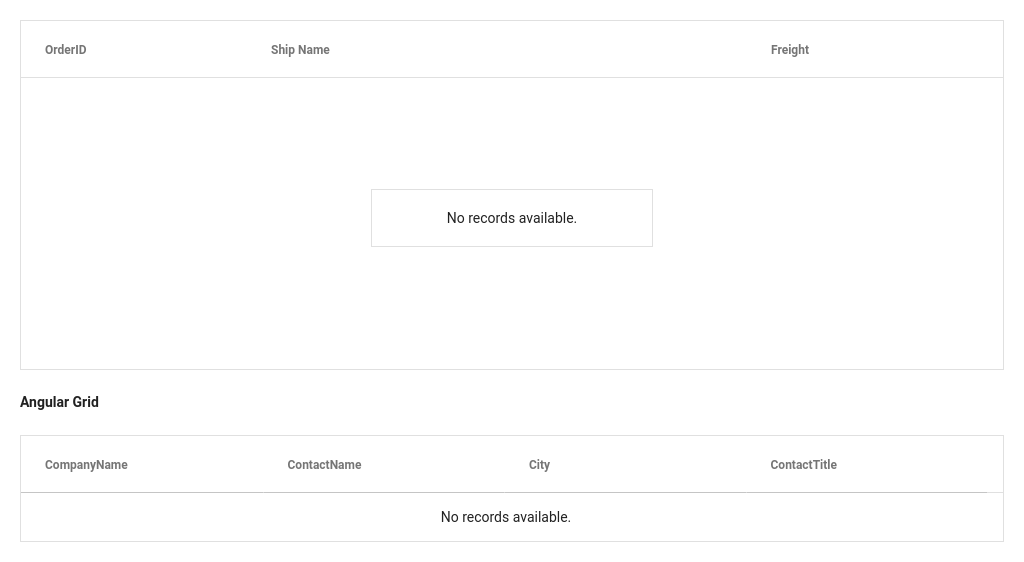 OrderID Ship Name Freight
No records available.
Angular Grid
CompanyName ContactName City ContactTitle
No records available.